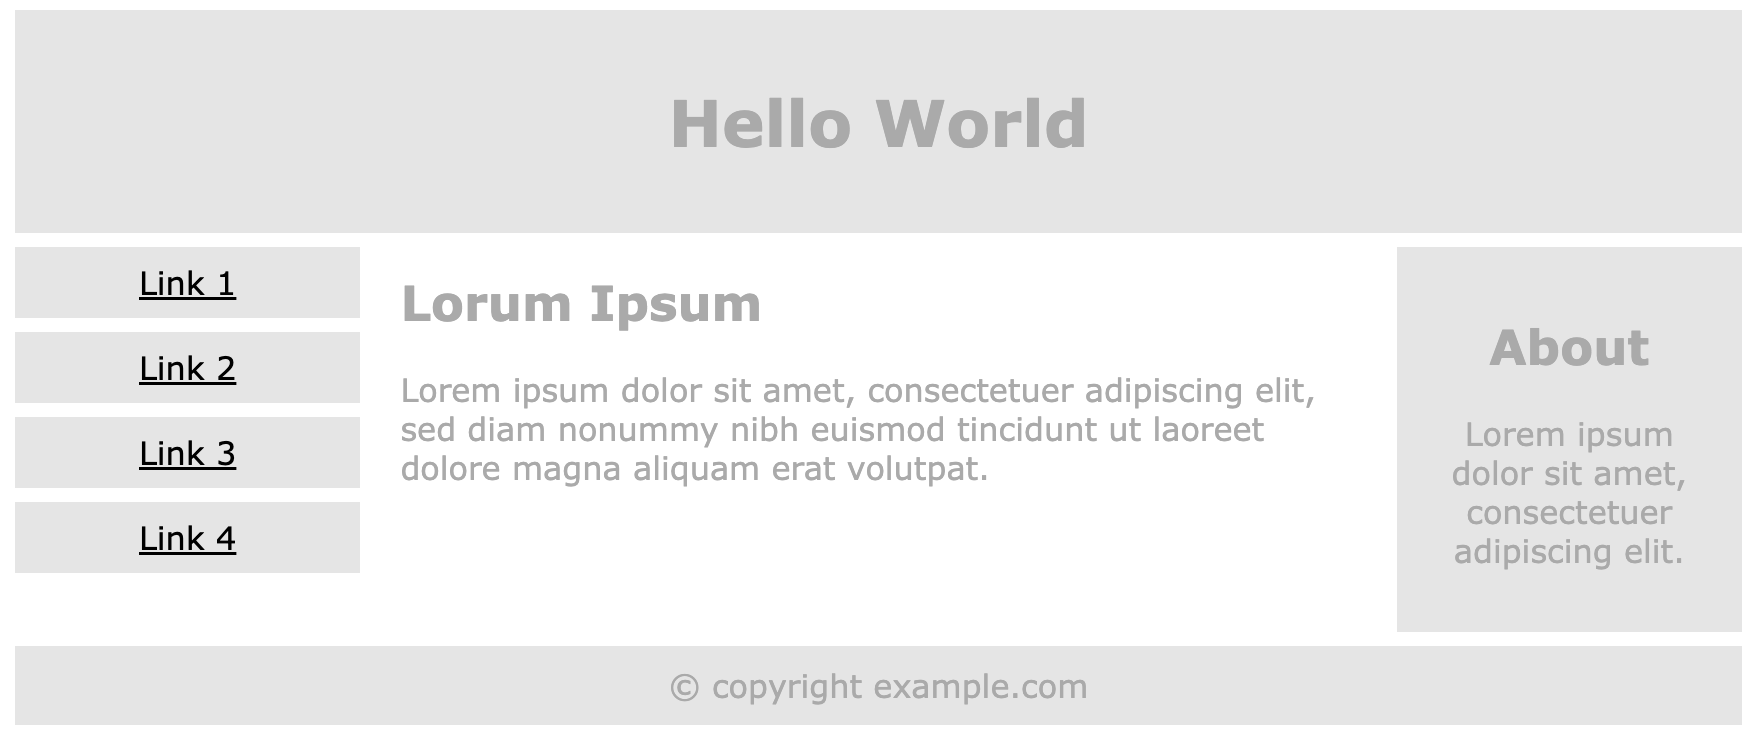 Hello World
Link 1
Link 2
Link 3
Link 4
Lorum Ipsum
Lorem ipsum dolor sit amet, consectetuer adipiscing elit,
sed diam nonummy nibh euismod tincidunt ut laoreet
dolore magna aliquam erat volutpat.
About
Lorem ipsum
dolor sit amet,
consectetuer
adipiscing elit.
© copyright example.com